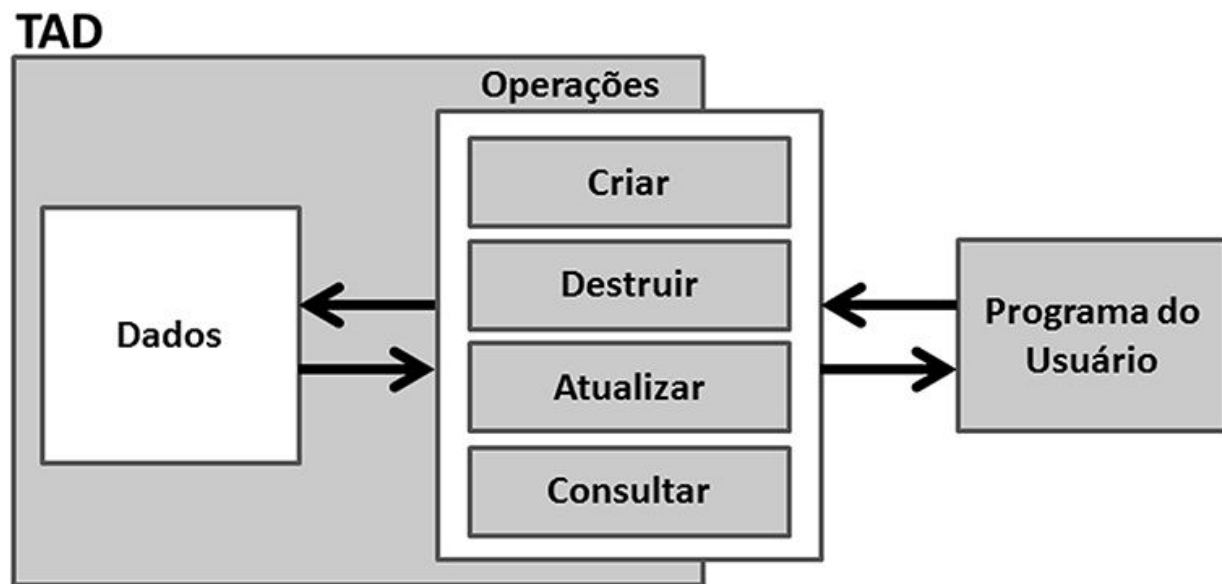 TAD
Operações
Criar
Destruir
Atualizar
Consultar
Dados
Programa do
Usuário